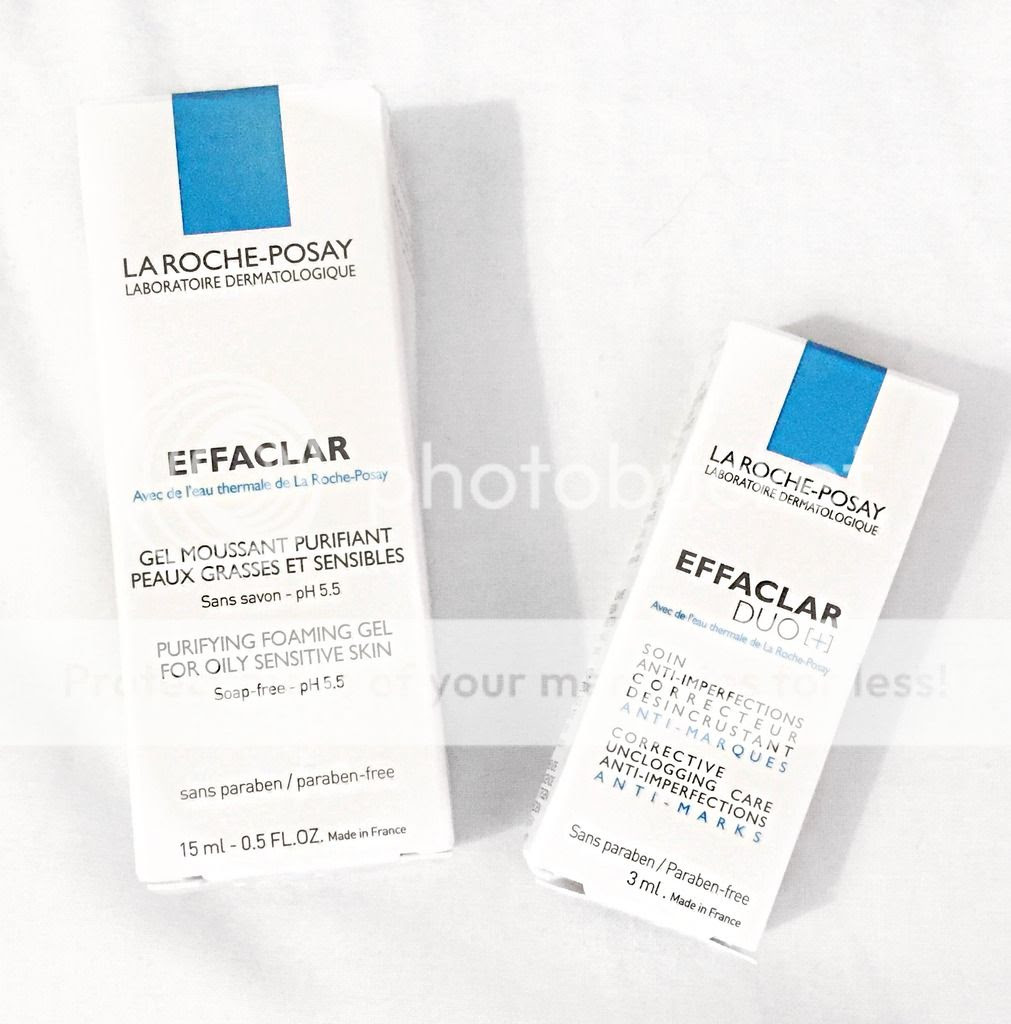 LA ROCHE-POSAY
LABORATOIRE DERMATOLOGIQUE
EFFACLAR
Avec de l'eau thermale de La Roche-Posay
GEL MOUSSANT PURIFIANT
PEAUX GRASSES ET SENSIBLES
Sans savon - pH 5.5
PURIFYING FOAMING GEL
FOR OILY SENSITIVE SKIN
Soap-free - pH 5.5
sans paraben / paraben-free
15 ml - 0.5 FL.OZ. Made in France
LA ROCHE-POSAY
LABORATOIRE DERMATOLOGIQUE
EFFACLAR
DUO [+]
Avec de l'eau thermale de La Roche-Posay
SOIN
ANTI-IMPERFECTIONS
CORRECTEUR
DESINCRUSTANT
ANTI-MARQUES
CORRECTIVE
UNCLOGGING CARE
ANTI-IMPERFECTIONS
ANTI-MARKS
Sans paraben / Paraben-free
3 ml . Made in France
of your for less!